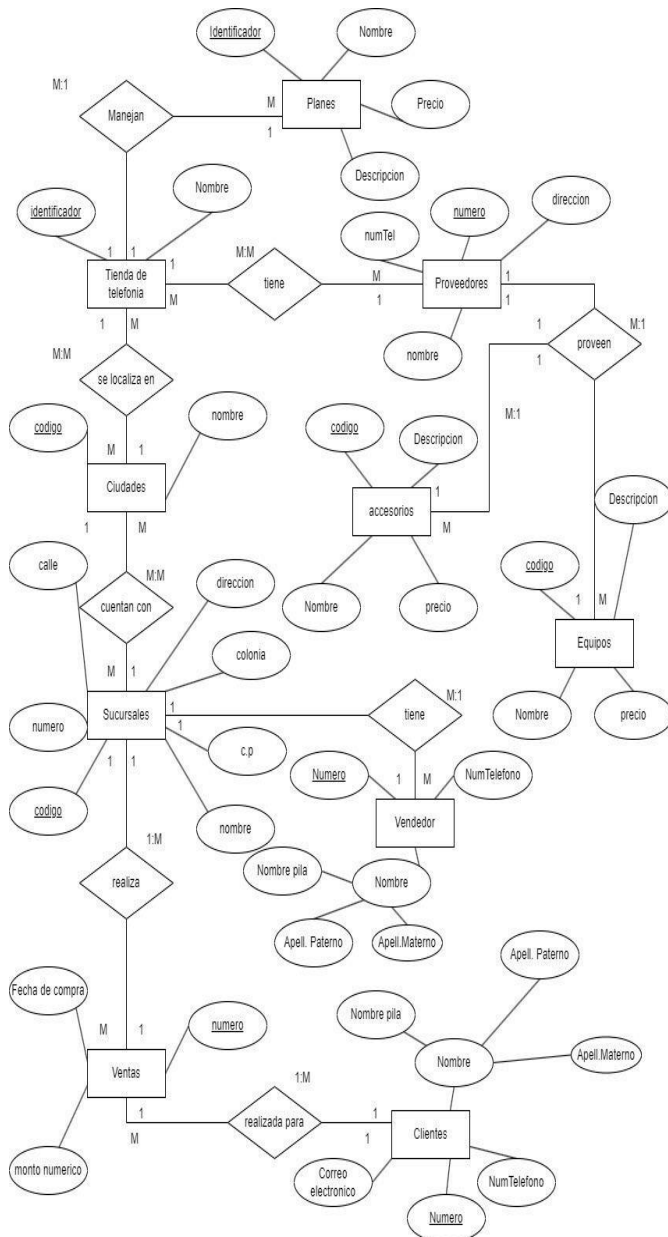 Identificador
Nombre
M:1
Manejan
M
Planes
Precio
1
Descripcion
identificador
Nombre
numero
direccion
numTel
1
1
M:M
1
Tienda de
telefonia
tiene
M
Proveedores
1
M
1
1
M:1
1
M
1
proveen
M:M
nombre
1
se localiza en
M:1
codigo
nombre
codigo
Descripcion
M
1
Ciudades
1
accesorios
M
Descripcion
1
M
calle
M:M
direccion
codigo
cuentan con
Nombre
precio
1
M
colonia
Equipos
M
1
M:1
Sucursales
1
tiene
numero
1
Nombre
precio
c.p
1
1
Numero
NumTelefono
1
M
codigo
nombre
Vendedor
1:M
Nombre pila
realiza
Nombre
Apell. Paterno
Apell.Materno
Apell. Paterno
Fecha de compra
Nombre pila
numero
M
1
Apell.Materno
Nombre
Ventas
1:M
1
realizada para
1
Clientes
M
1
monto numerico
Correo
electronico
NumTelefono
Numero